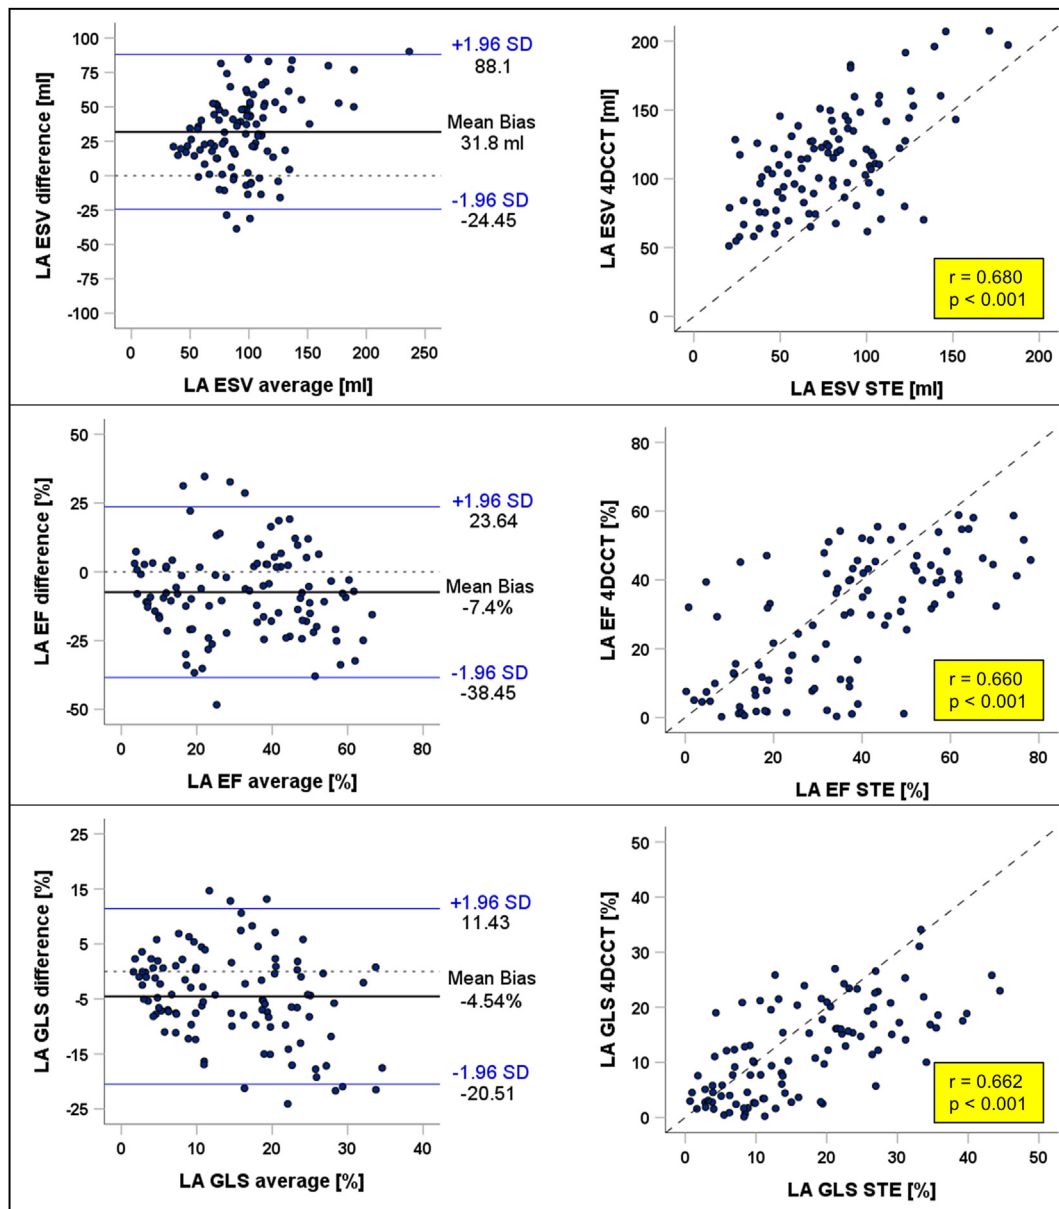 100
75
50
25
0
-25
-50
-75
-100
LA ESV difference [ml]
0 50 100 150 200 250
LA ESV average [ml]
+1.96 SD
88.1
Mean Bias
31.8 ml
-1.96 SD
-24.45
200
150
100
50
0
LA ESV 4DCCT [ml]
0 50 100 150 200
LA ESV STE [ml]
r = 0.680
p < 0.001
50
25
0
-25
-50
LA EF difference [%]
0 20 40 60 80
LA EF average [%]
+1.96 SD
23.64
Mean Bias
-7.4%
-1.96 SD
-38.45
80
60
40
20
0
LA EF 4DCCT [%]
0 20 40 60 80
LA EF STE [%]
r = 0.660
p < 0.001
25
15
5
-5
-15
-25
LA GLS difference [%]
0 10 20 30 40
LA GLS average [%]
+1.96 SD
11.43
Mean Bias
-4.54%
-1.96 SD
-20.51
50
40
30
20
10
0
LA GLS 4DCCT [%]
0 10 20 30 40 50
LA GLS STE [%]
r = 0.662
p < 0.001